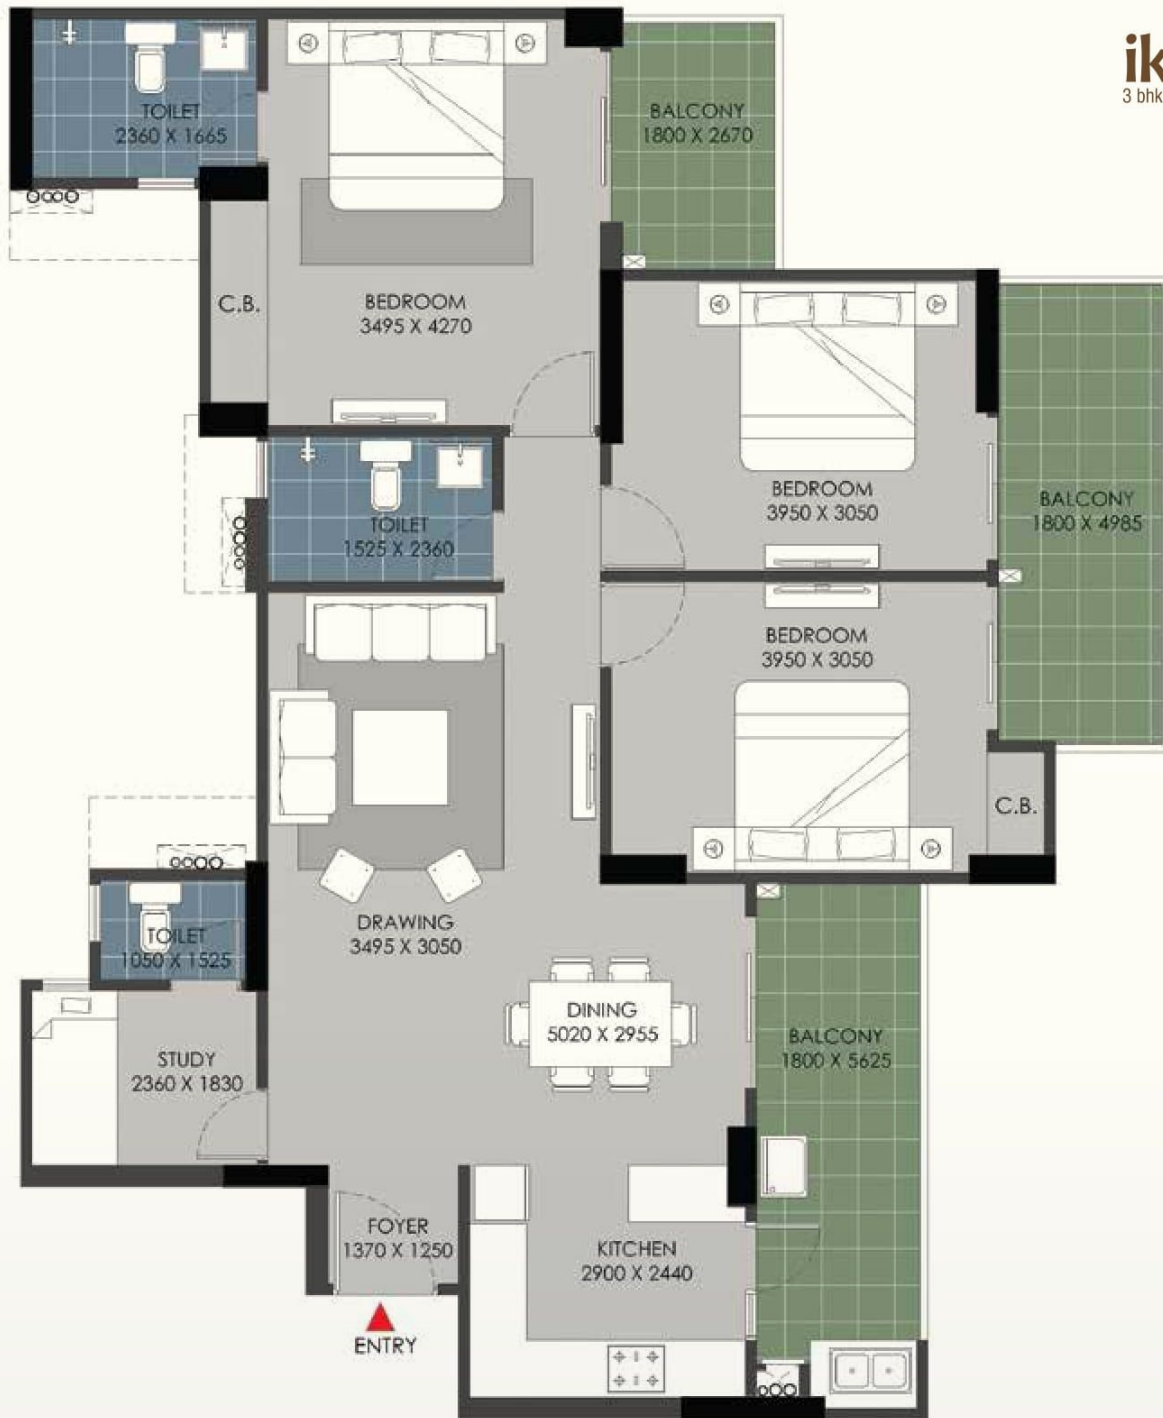 ik
3 bhk
TOILET
2360 X 1665
BALCONY
1800 X 2670
C.B.
BEDROOM
3495 X 4270
BEDROOM
3950 X 3050
BALCONY
1800 X 4985
TOILET
1525 X 2360
BEDROOM
3950 X 3050
C.B.
DRAWING
3495 X 3050
TOILET
1050 X 1525
DINING
5020 X 2955
BALCONY
1800 X 5625
STUDY
2360 X 1830
FOYER
1370 X 1250
KITCHEN
2900 X 2440
ENTRY